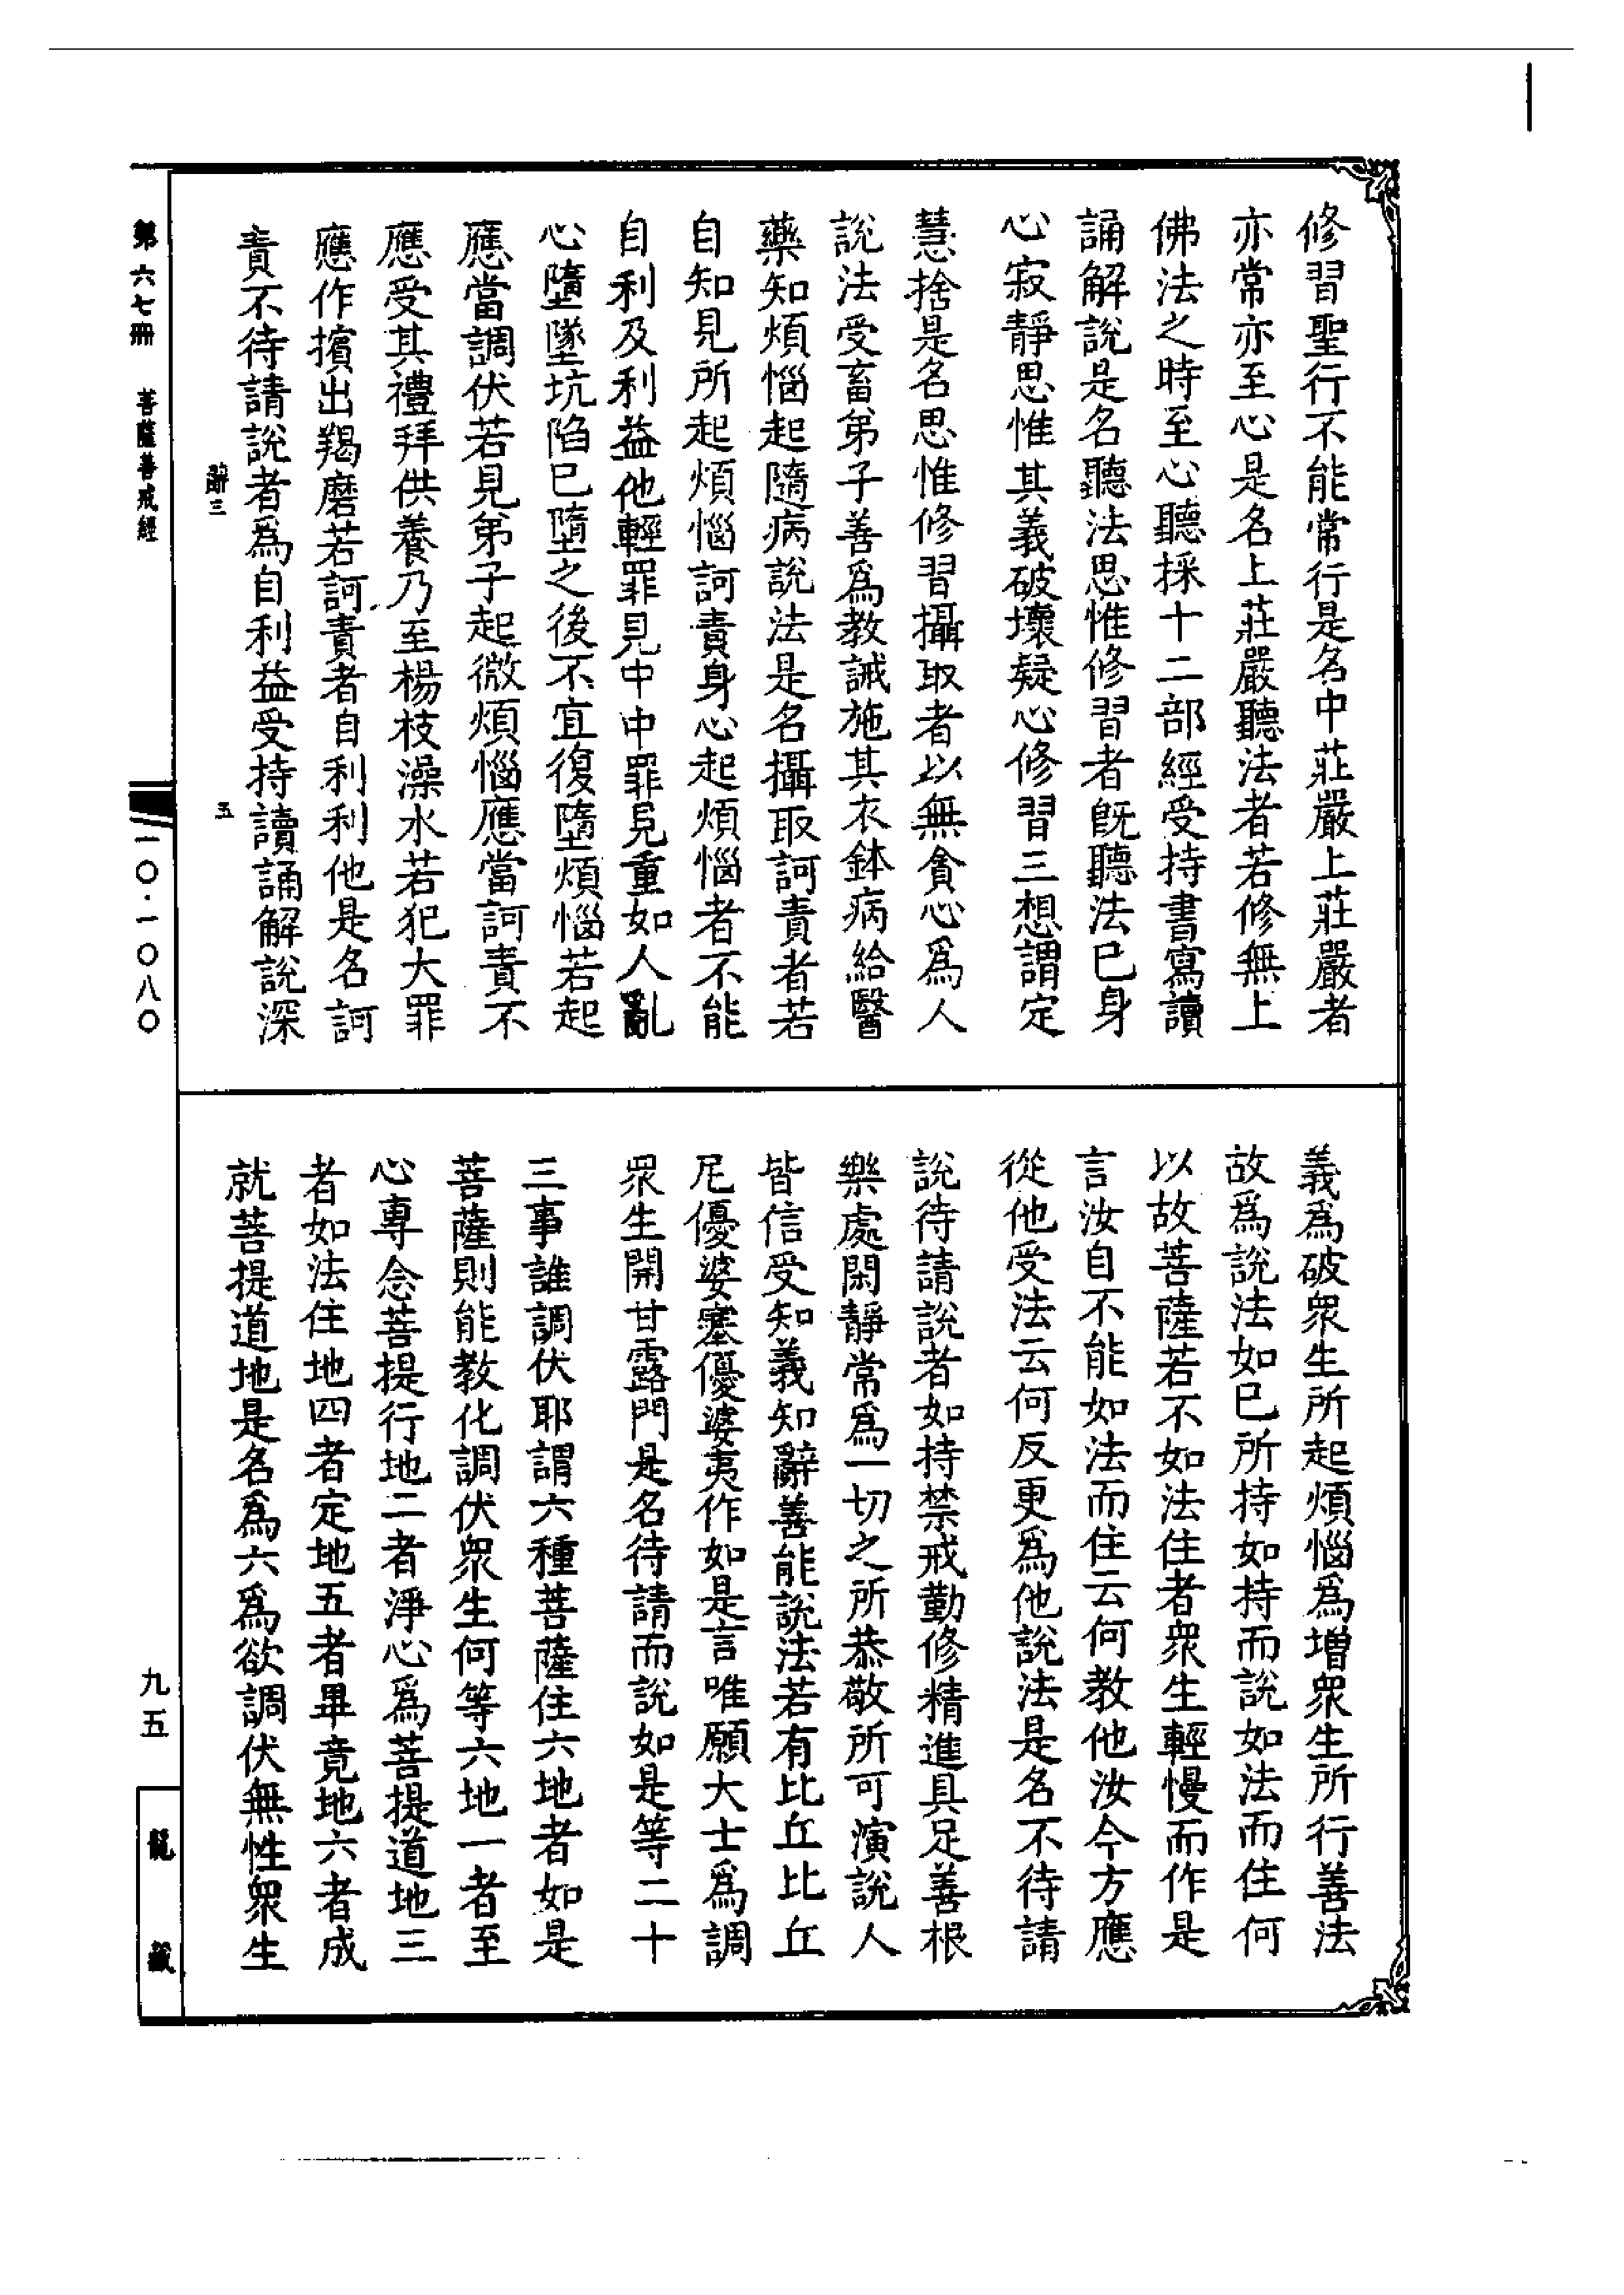 修習聖行不能常行是名中莊嚴上莊嚴者
亦常亦至心是名上莊嚴聽法者若修無上
佛法之時至心聽採十二部經受持書寫讀
誦解說是名聽法思惟修習者旣聽法已身
心寂靜思惟其義破壞疑心修習三想謂定
慧捨是名思惟修習攝取者以無貪心爲人
說法受畜弟子善爲教誡施其衣鉢病給醫
藥知煩惱起隨病說法是名攝取訶責者若
自知見所起煩惱訶責身心起煩惱者不能
自利及利益他輕罪見中中罪見重如人亂
心墮墜坑陷已墮之後不宜復墮煩惱若起
應當調伏若見弟子起微煩惱應當訶責不
應受其禮拜供養乃至楊枝澡水若犯大罪
應作擯出羯磨若訶責者自利利他是名訶
責不待請說者爲自利益受持讀誦解說深
辭三 五
義爲破衆生所起煩惱爲增衆生所行善法
故爲說法如已所持如持而說如法而住何
以故菩薩若不如法住者衆生輕慢而作是
言汝自不能如法而住云何教他汝今方應
從他受法云何反更爲他說法是名不待請
說待請說者如持禁戒勤修精進具足善根
樂處閑靜常爲一切之所恭敬所可演說人
皆信受知義知辭善能說法若有比丘比丘
尼優婆塞優婆夷作如是言唯願大士爲調
衆生開甘露門是名待請而說如是等二十
三事誰調伏耶謂六種菩薩住六地者如是
菩薩則能教化調伏衆生何等六地一者至
心專念菩提行地二者淨心爲菩提道地三
者如法住地四者定地五者畢竟地六者成
就菩提道地是名爲六爲欲調伏無性衆生
第六七冊 菩薩善戒經
一〇·一〇八〇
九五
龍藏